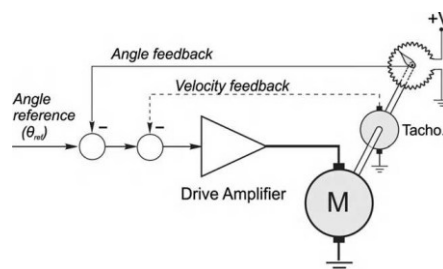 +V
Angle feedback
Velocity feedback
Angle
reference
(θref)
−
−
Tacho.
Drive Amplifier
M